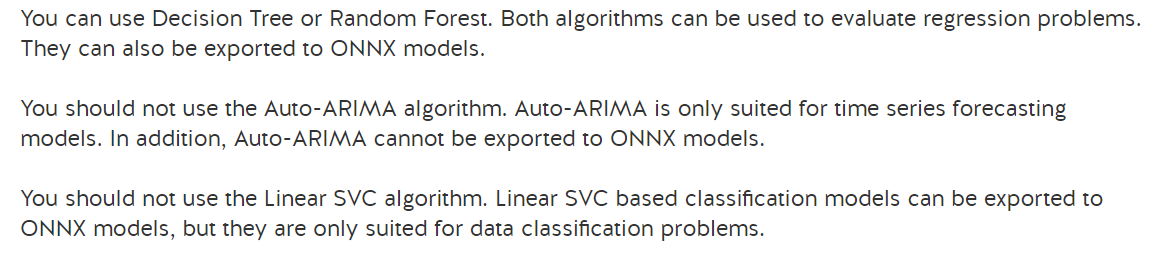 You can use Decision Tree or Random Forest. Both algorithms can be used to evaluate regression problems.
They can also be exported to ONNX models.
You should not use the Auto-ARIMA algorithm. Auto-ARIMA is only suited for time series forecasting
models. In addition, Auto-ARIMA cannot be exported to ONNX models.
You should not use the Linear SVC algorithm. Linear SVC based classification models can be exported to
ONNX models, but they are only suited for data classification problems.